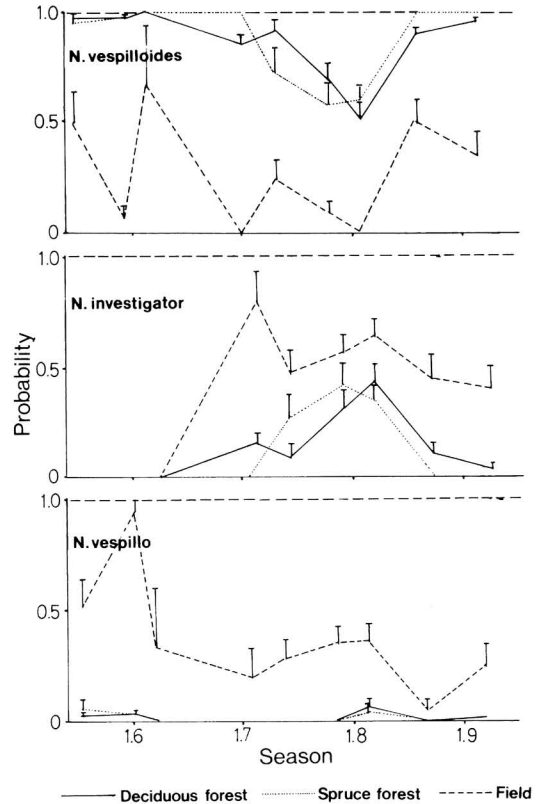 1.0
N. vespilloides
0.5
0
1.0
N. investigator
0.5
0
Probability
1.0
N. vespillo
0.5
0
1.6 1.7 1.8 1.9
Season
Deciduous forest Spruce forest Field